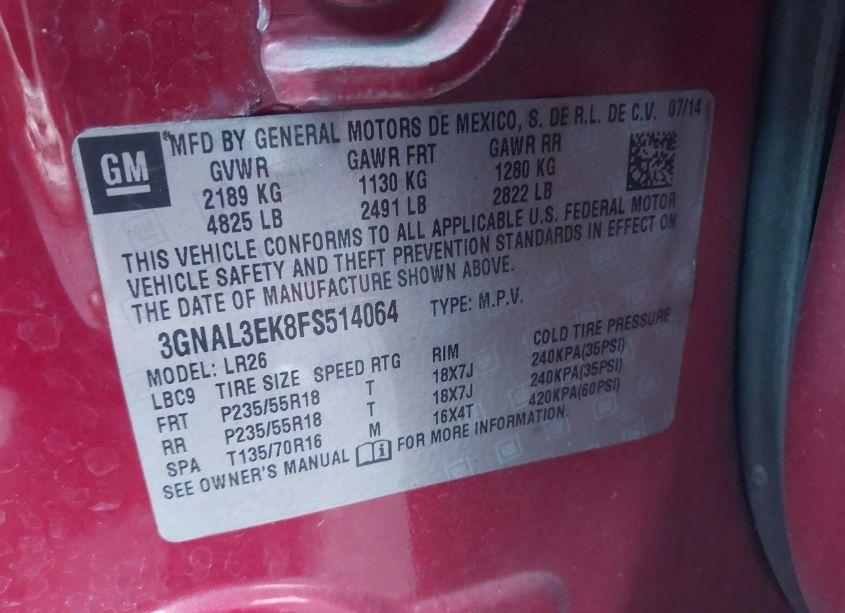 GM
MFD BY GENERAL MOTORS DE MEXICO, S. DE R.L. DE C.V. 07/14
GVWR GAWR FRT GAWR RR
2189 KG 1130 KG 1280 KG
4825 LB 2491 LB 2822 LB
THIS VEHICLE CONFORMS TO ALL APPLICABLE U.S. FEDERAL MOTOR
VEHICLE SAFETY AND THEFT PREVENTION STANDARDS IN EFFECT ON
THE DATE OF MANUFACTURE SHOWN ABOVE.
3GNAL3EK8FS514064 TYPE: M.P.V.
MODEL: LR26
LBC9 TIRE SIZE SPEED RTG RIM COLD TIRE PRESSURE
FRT P235/55R18 T 18X7J 240KPA(35PSI)
RR P235/55R18 T 18X7J 240KPA(35PSI)
SPA T135/70R16 M 16X4T 420KPA(60PSI)
SEE OWNER'S MANUAL FOR MORE INFORMATION.